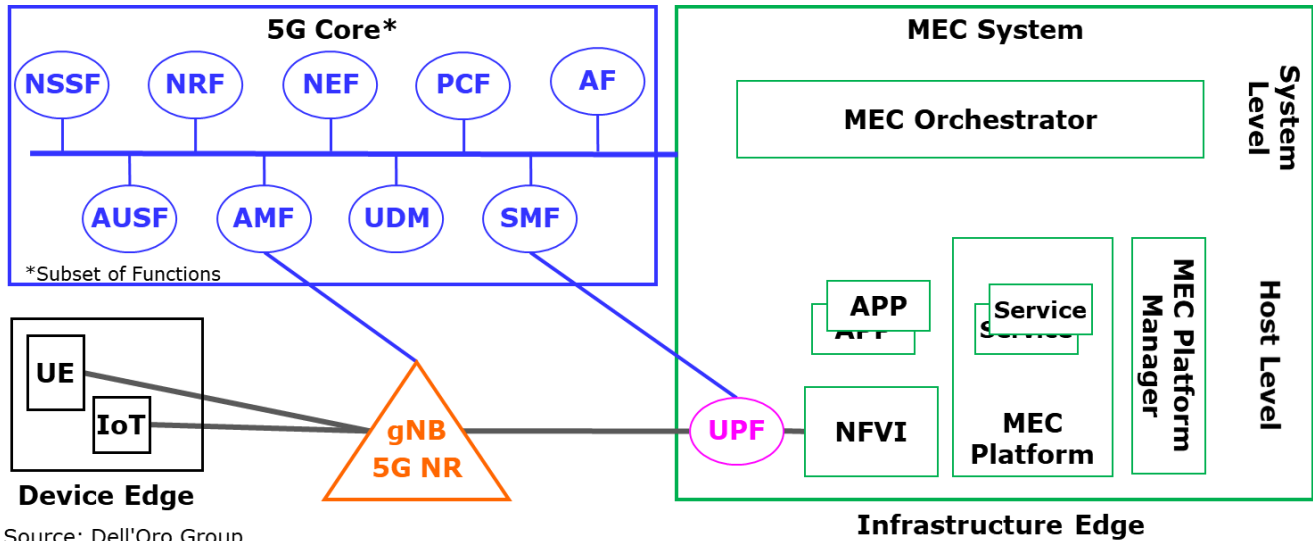 5G Core*
NSSF
NRF
NEF
PCF
AF
AUSF
AMF
UDM
SMF
*Subset of Functions
MEC System
MEC Orchestrator
System
Level
APP
APP
Service
Service
MEC
Platform
MEC Platform
Manager
Host Level
UE
IoT
Device Edge
gNB
5G NR
UPF
NFVI
Infrastructure Edge
Source: Dell'Oro Group